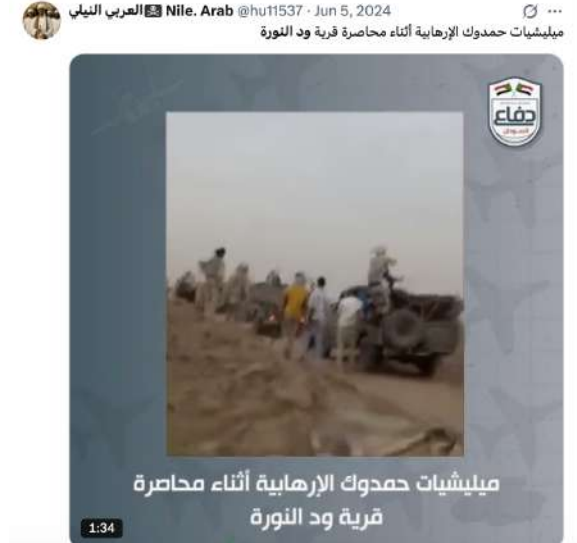 العربي النيلي Nile. Arab @hu11537 · Jun 5, 2024
ميليشيات حمدوك الإرهابية أثناء محاصرة قرية ود النورة
دفاع
السودان
ميليشيات حمدوك الإرهابية أثناء محاصرة
قرية ود النورة
1:34